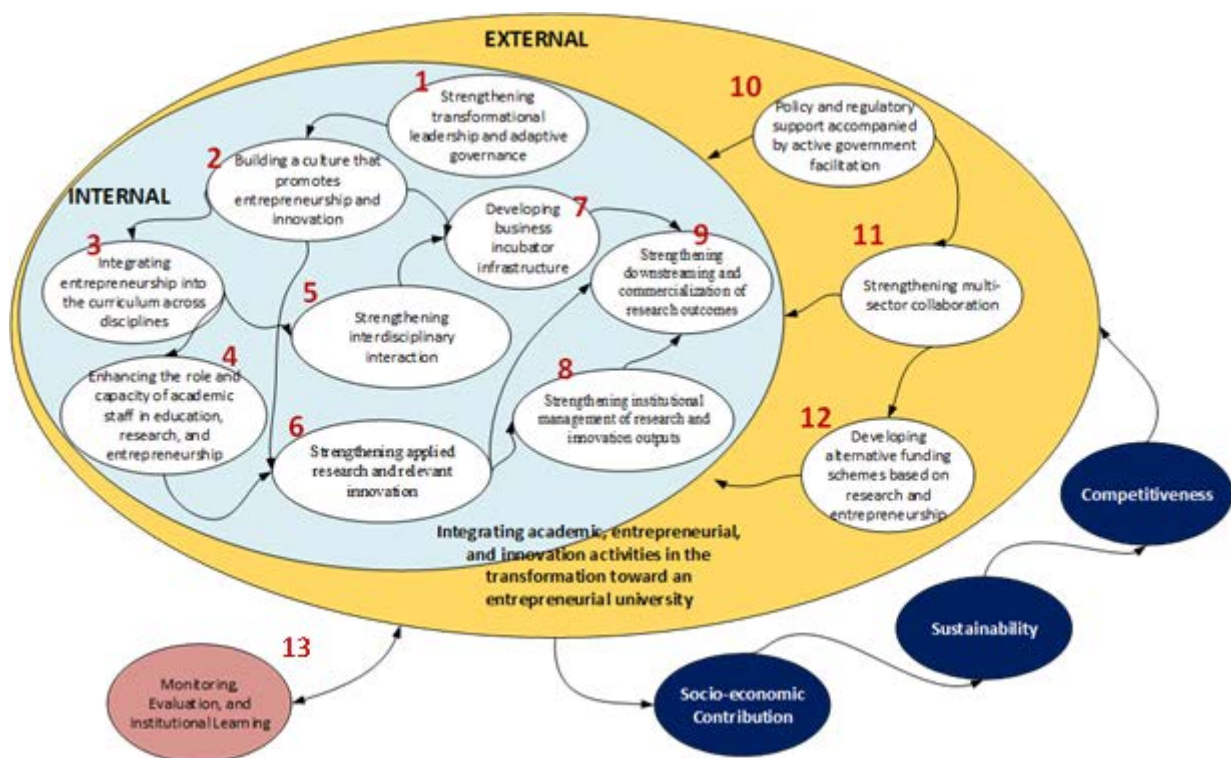 EXTERNAL
INTERNAL
1
Strengthening
transformational
leadership and adaptive
governance
2
Building a culture that
promotes
entrepreneurship and
innovation
3
Integrating
entrepreneurship into
the curriculum across
disciplines
4
Enhancing the role and
capacity of academic
staff in education,
research, and
entrepreneurship
5
Strengthening
interdisciplinary
interaction
6
Strengthening applied
research and relevant
innovation
7
Developing
business
incubator
infrastructure
8
Strengthening institutional
management of research and
innovation outputs
9
Strengthening
downstreaming and
commercialization of
research outcomes
10
Policy and regulatory
support accompanied
by active government
facilitation
11
Strengthening multi-
sector collaboration
12
Developing
alternative funding
schemes based on
research and
entrepreneurship
Integrating academic, entrepreneurial,
and innovation activities in the
transformation toward an
entrepreneurial university
13
Monitoring,
Evaluation, and
Institutional Learning
Socio-economic
Contribution
Sustainability
Competitiveness